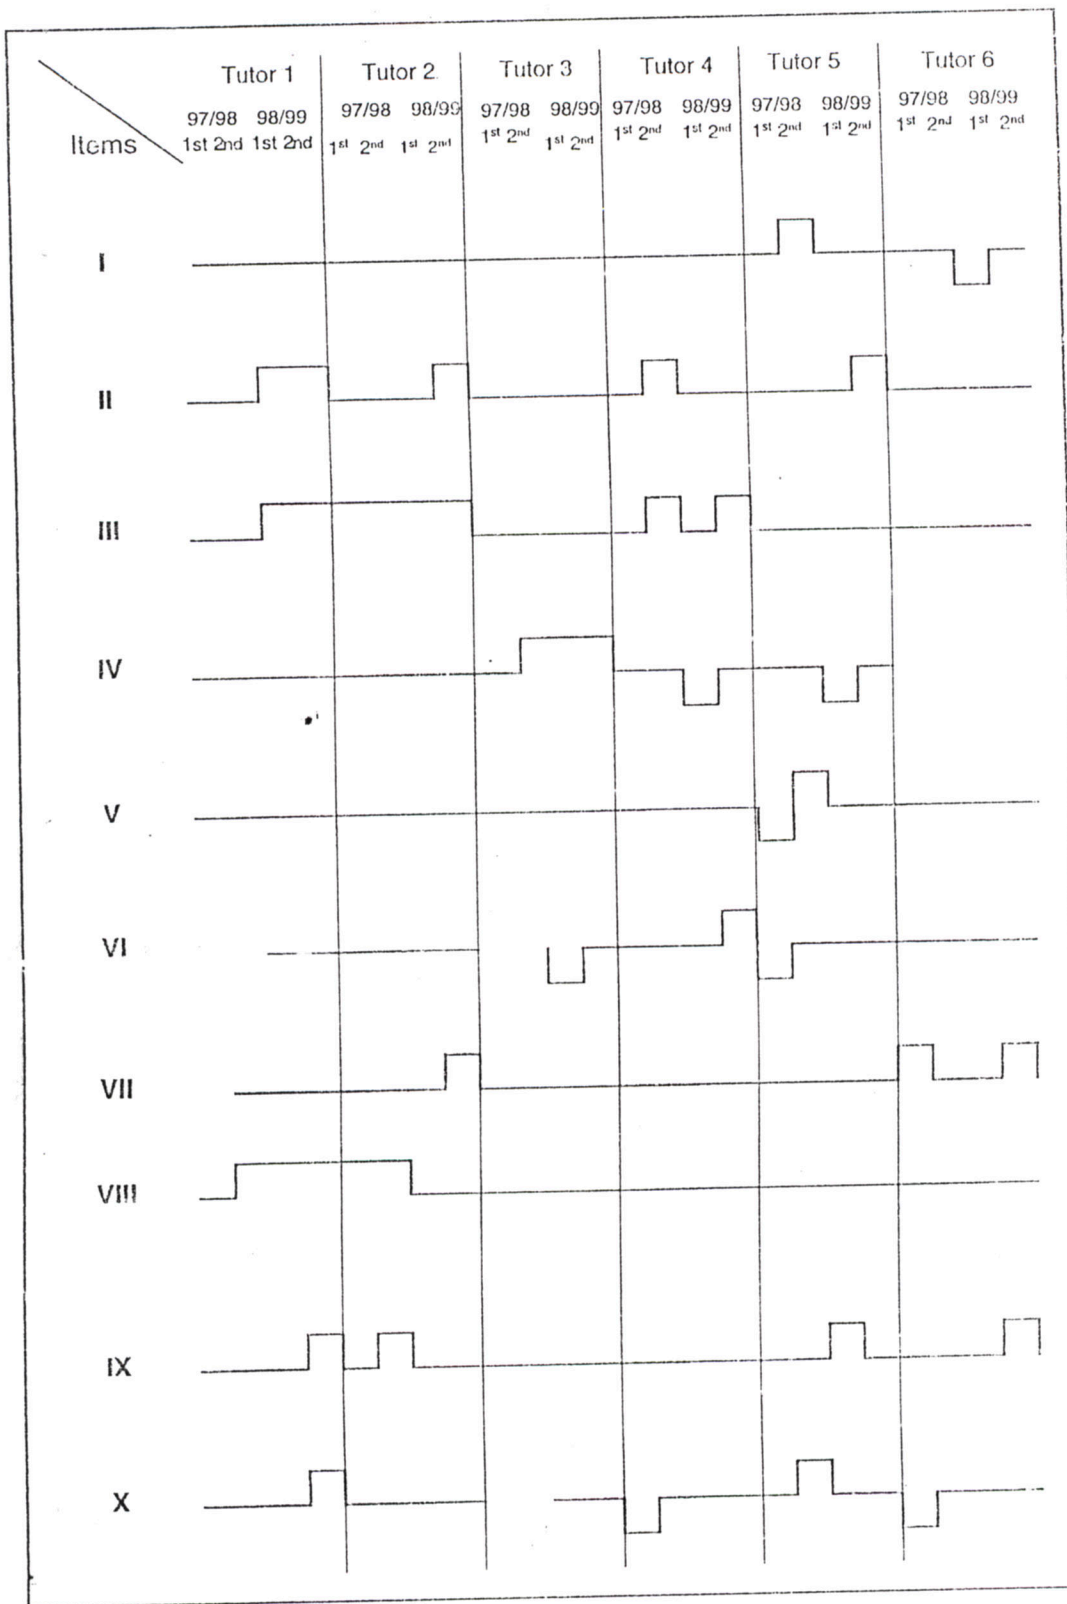 Tutor 1 Tutor 2 Tutor 3 Tutor 4 Tutor 5 Tutor 6
97/98 98/99 97/98 98/99 97/98 98/99 97/98 98/99 97/98 98/99 97/98 98/99
Items 1st 2nd 1st 2nd 1st 2nd 1st 2nd 1st 2nd 1st 2nd 1st 2nd 1st 2nd 1st 2nd 1st 2nd 1st 2nd 1st 2nd
I
II
III
IV
V
VI
VII
VIII
IX
X